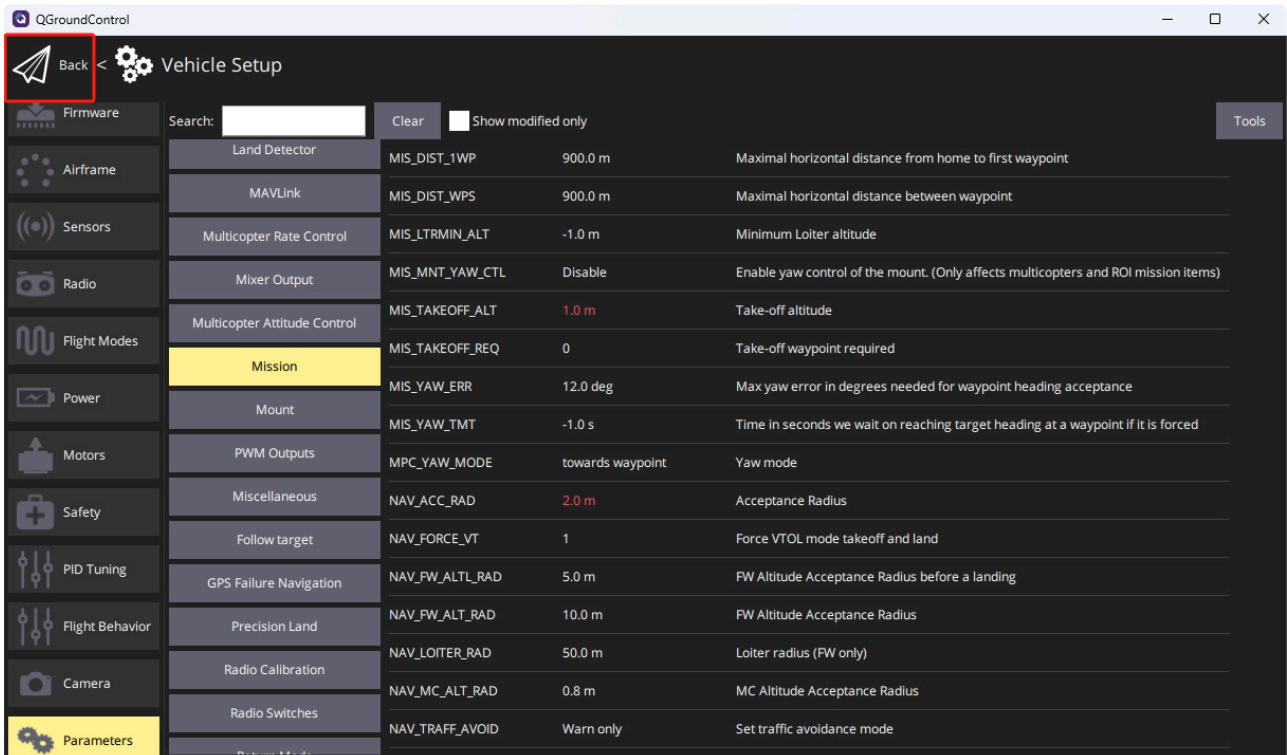 QGroundControl
Back < Vehicle Setup
Firmware
Airframe
Sensors
Radio
Flight Modes
Power
Motors
Safety
PID Tuning
Flight Behavior
Camera
Parameters
Search: Clear Show modified only Tools
Land Detector
MAVLink
Multicopter Rate Control
Mixer Output
Multicopter Attitude Control
Mission
Mount
PWM Outputs
Miscellaneous
Follow target
GPS Failure Navigation
Precision Land
Radio Calibration
Radio Switches
MIS_DIST_1WP 900.0 m Maximal horizontal distance from home to first waypoint
MIS_DIST_WPS 900.0 m Maximal horizontal distance between waypoint
MIS_LTRMIN_ALT -1.0 m Minimum Loiter altitude
MIS_MNT_YAW_CTL Disable Enable yaw control of the mount. (Only affects multicopters and ROI mission items)
MIS_TAKEOFF_ALT 1.0 m Take-off altitude
MIS_TAKEOFF_REQ 0 Take-off waypoint required
MIS_YAW_ERR 12.0 deg Max yaw error in degrees needed for waypoint heading acceptance
MIS_YAW_TMT -1.0 s Time in seconds we wait on reaching target heading at a waypoint if it is forced
MPC_YAW_MODE towards waypoint Yaw mode
NAV_ACC_RAD 2.0 m Acceptance Radius
NAV_FORCE_VT 1 Force VTOL mode takeoff and land
NAV_FW_ALTL_RAD 5.0 m FW Altitude Acceptance Radius before a landing
NAV_FW_ALT_RAD 10.0 m FW Altitude Acceptance Radius
NAV_LOITER_RAD 50.0 m Loiter radius (FW only)
NAV_MC_ALT_RAD 0.8 m MC Altitude Acceptance Radius
NAV_TRAFF_AVOID Warn only Set traffic avoidance mode